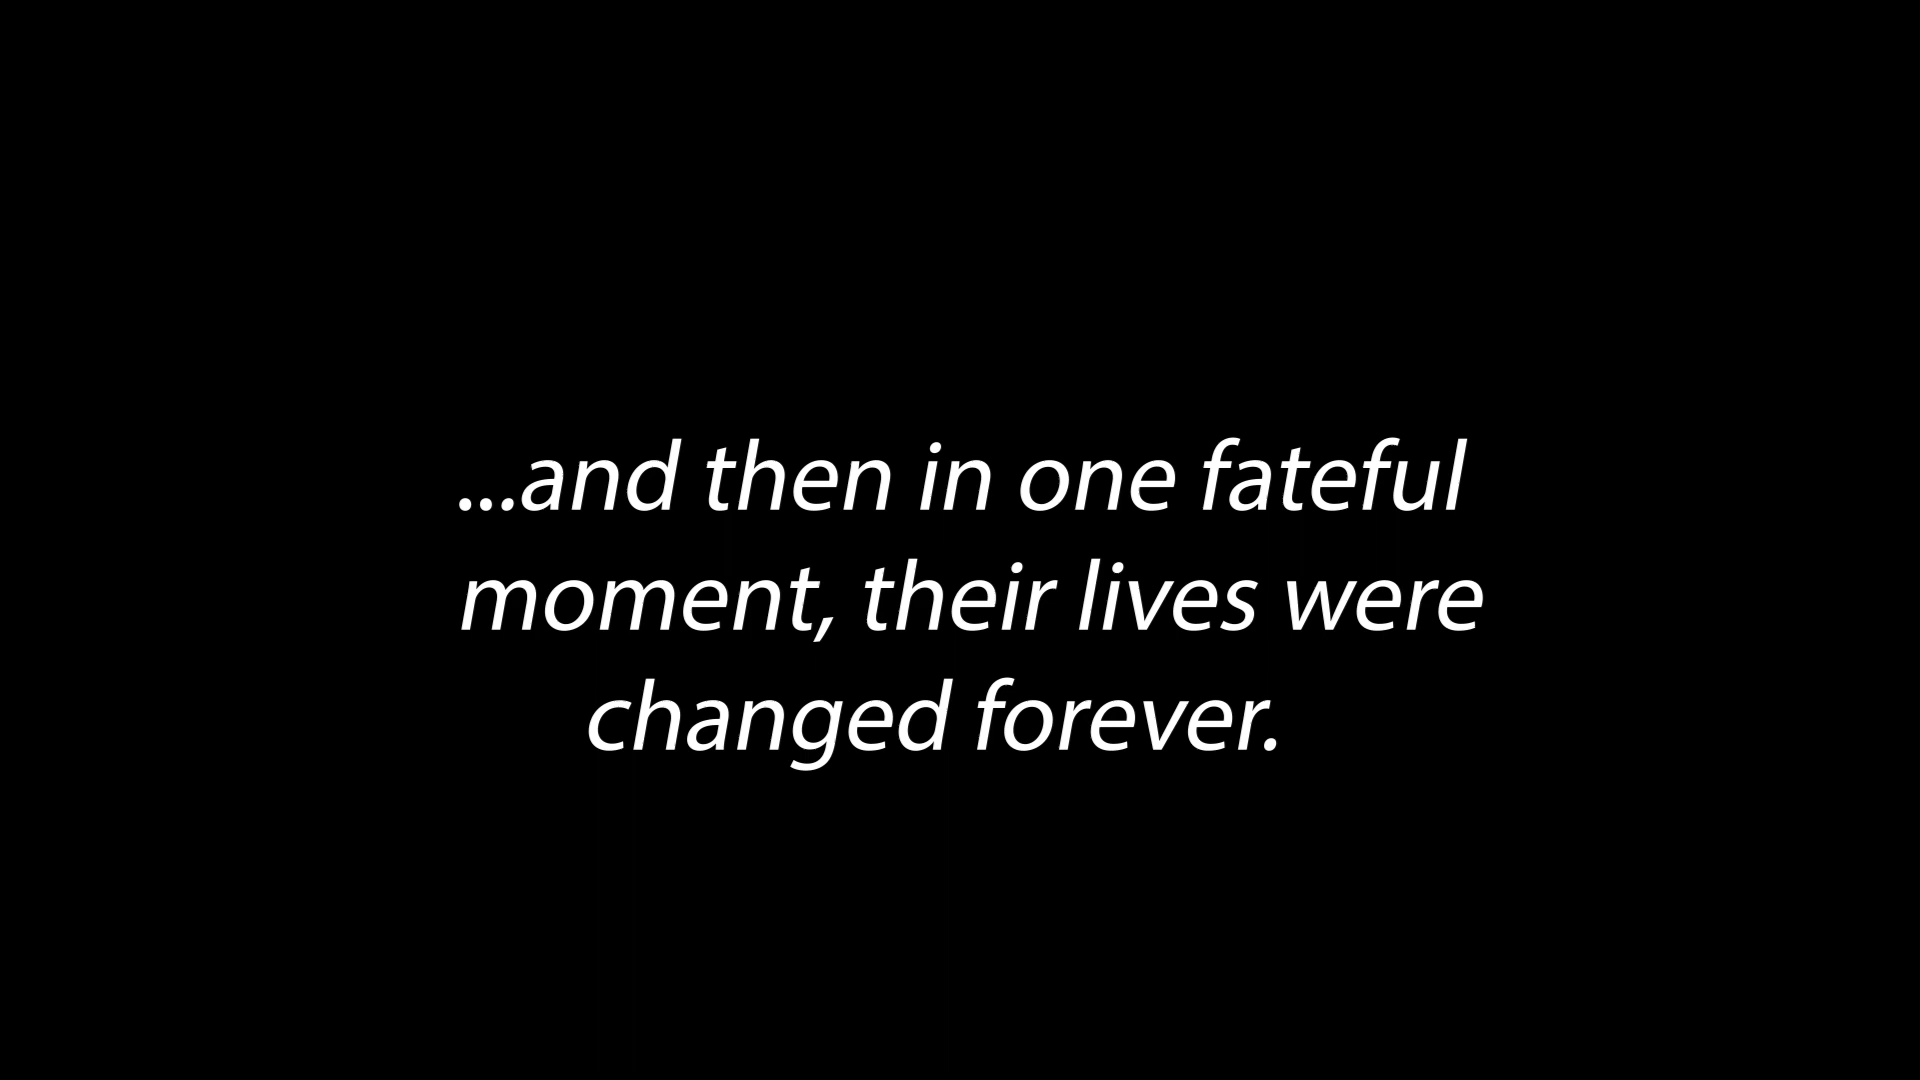 ...and then in one fateful
moment, their lives were
changed forever.